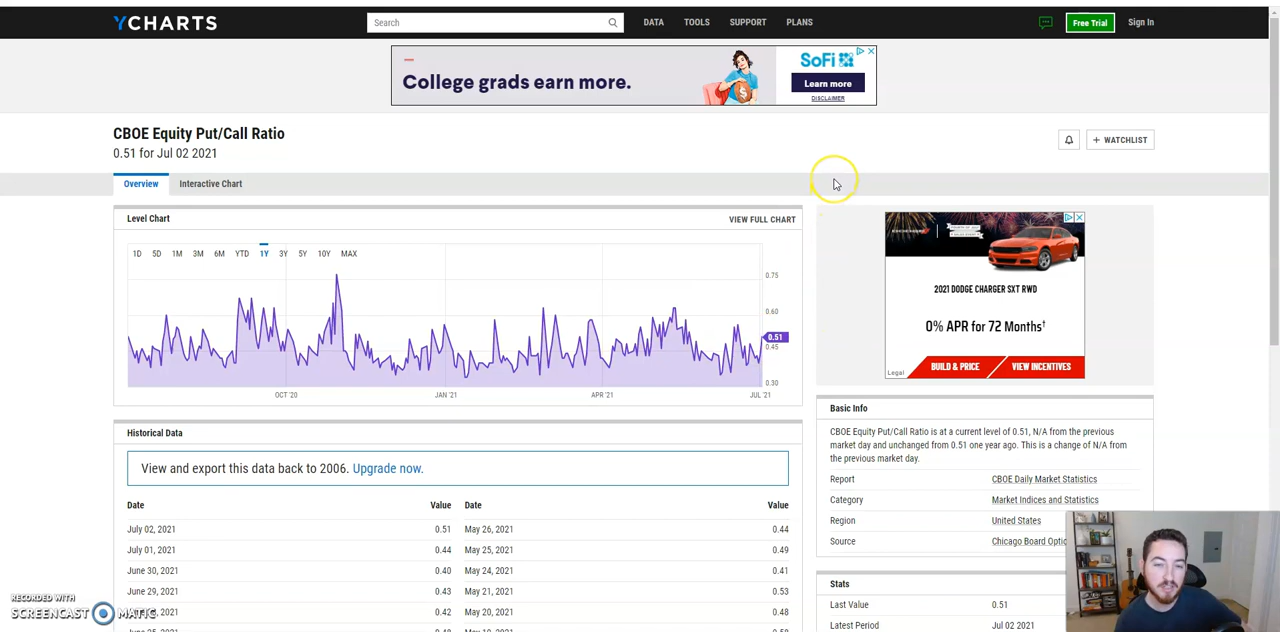 YCHARTS
Search
DATA
TOOLS
SUPPORT
PLANS
Free Trial
Sign In
College grads earn more.
SoFi
Learn more
DISCLAIMER
CBOE Equity Put/Call Ratio
0.51 for Jul 02 2021
+ WATCHLIST
Overview
Interactive Chart
Level Chart
VIEW FULL CHART
1D 5D 1M 3M 6M YTD 1Y 3Y 5Y 10Y MAX
0.75
0.60
0.51
0.45
0.30
OCT '20
JAN '21
APR '21
JUL '21
2021 DODGE CHARGER SXT RWD
0% APR for 72 Months†
Legal
BUILD & PRICE
VIEW INCENTIVES
Historical Data
View and export this data back to 2006. Upgrade now.
Date Value Date Value
July 02, 2021 0.51 May 26, 2021 0.44
July 01, 2021 0.44 May 25, 2021 0.49
June 30, 2021 0.40 May 24, 2021 0.41
June 29, 2021 0.43 May 21, 2021 0.53
2021 0.42 May 20, 2021 0.48
Basic Info
CBOE Equity Put/Call Ratio is at a current level of 0.51, N/A from the previous
market day and unchanged from 0.51 one year ago. This is a change of N/A from
the previous market day.
Report CBOE Daily Market Statistics
Category Market Indices and Statistics
Region United States
Source Chicago Board Optio
Stats
Last Value 0.51
Latest Period Jul 02 2021
RECORDED WITH
SCREENCAST MATIC